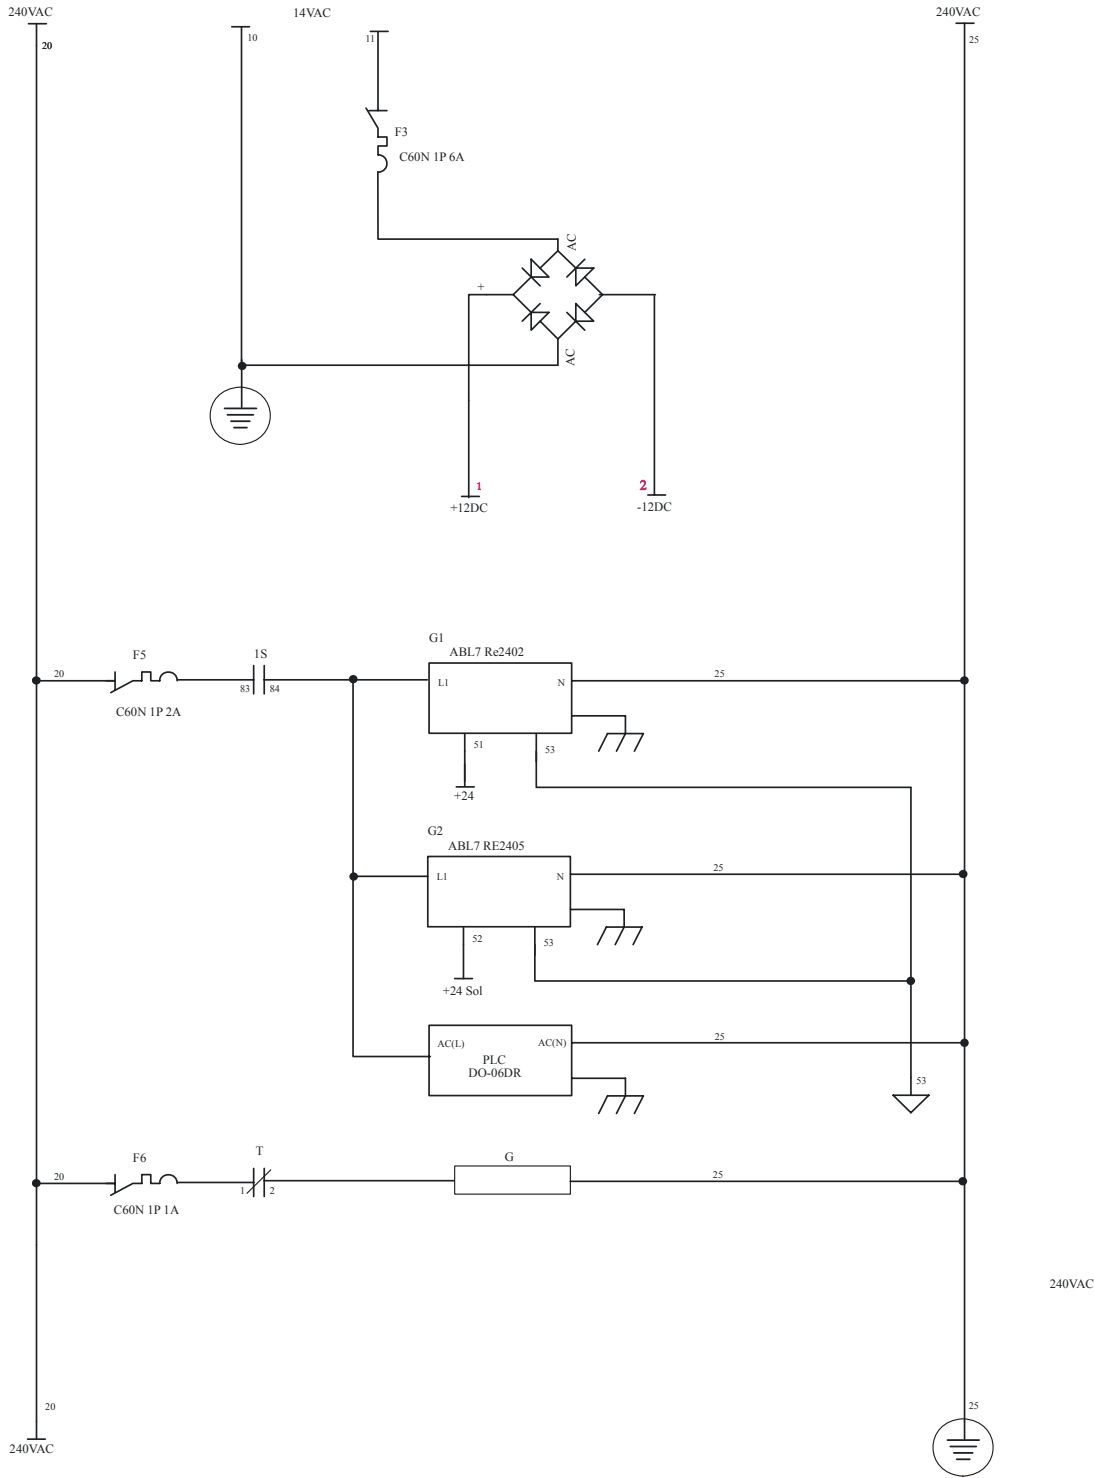 240VAC
14VAC
240VAC
20
10
11
25
F3
C60N 1P 6A
AC
+
AC
1
2
+12DC
-12DC
G1
ABL7 Re2402
F5
1S
20
83
84
L1
N
25
C60N 1P 2A
51
53
+24
G2
ABL7 RE2405
L1
N
25
52
53
+24 Sol
AC(L)
AC(N)
25
PLC
DO-06DR
53
F6
T
G
20
1
2
25
C60N 1P 1A
240VAC
20
25
240VAC